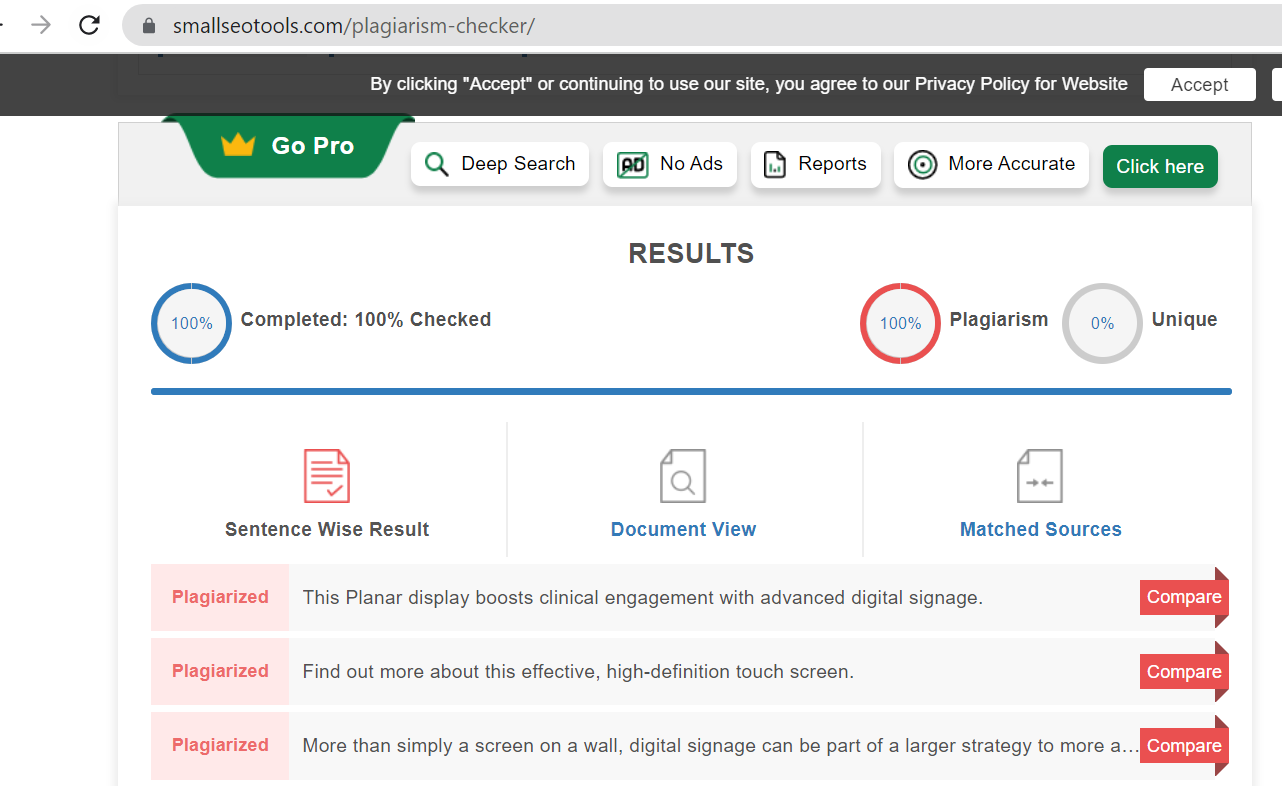 smallseotools.com/plagiarism-checker/
By clicking "Accept" or continuing to use our site, you agree to our Privacy Policy for Website Accept
Go Pro Deep Search AD No Ads Reports More Accurate Click here
RESULTS
100% Completed: 100% Checked 100% Plagiarism 0% Unique
Sentence Wise Result Document View Matched Sources
Plagiarized This Planar display boosts clinical engagement with advanced digital signage. Compare
Plagiarized Find out more about this effective, high-definition touch screen. Compare
Plagiarized More than simply a screen on a wall, digital signage can be part of a larger strategy to more a... Compare